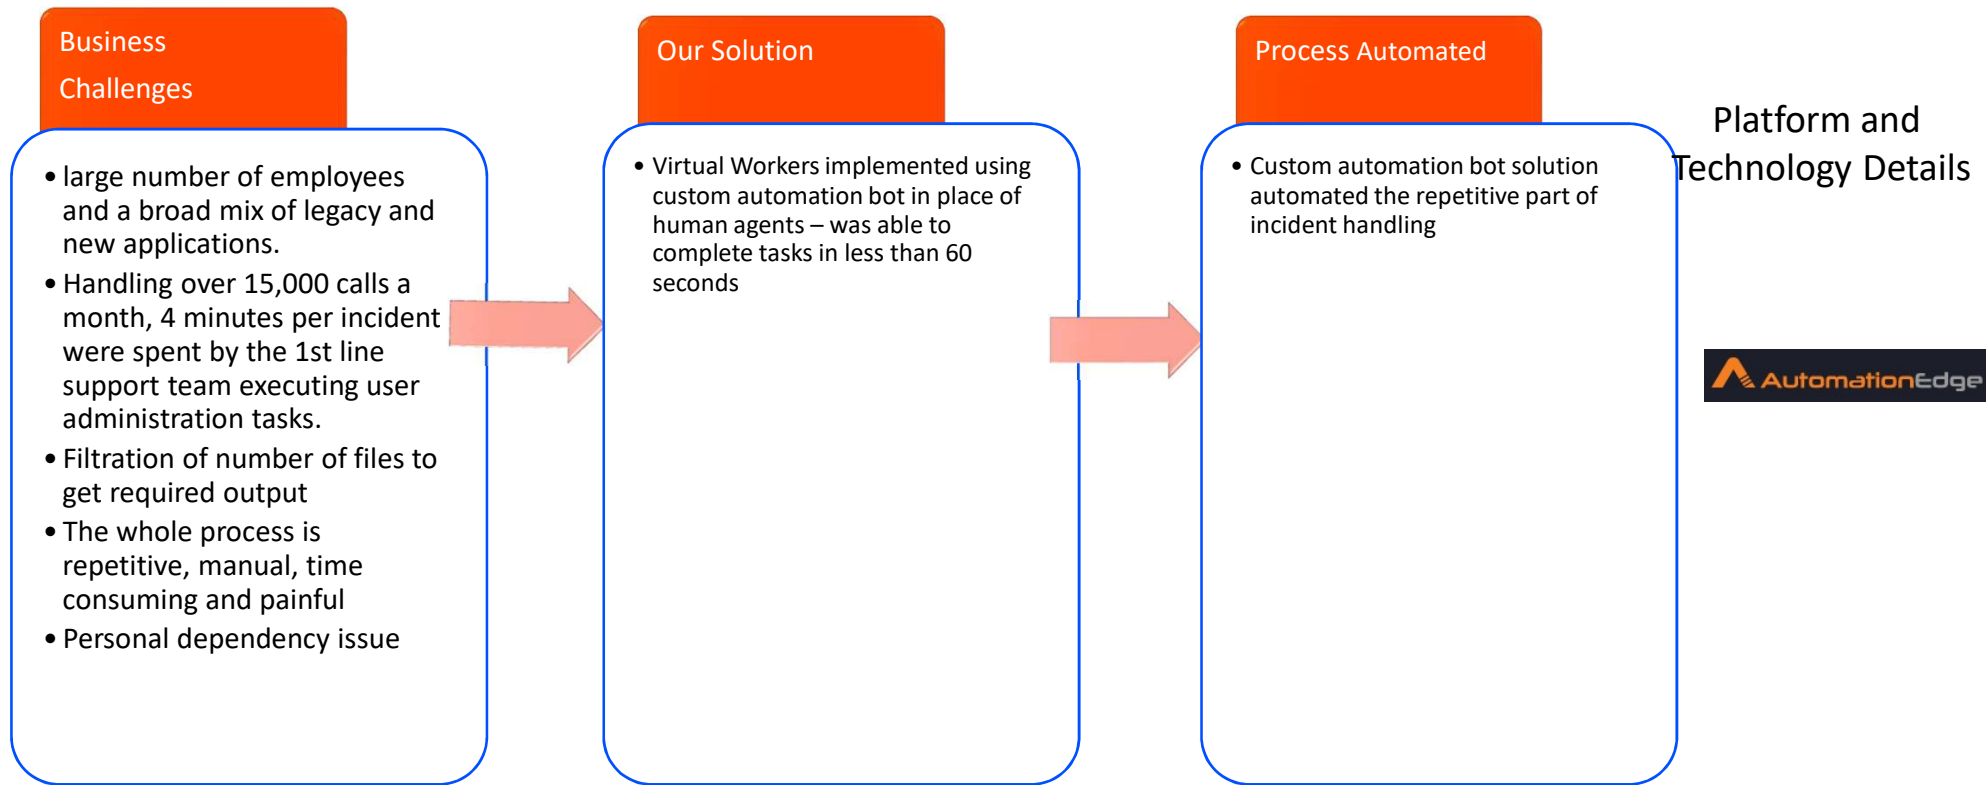 Business
Challenges
• large number of employees
and a broad mix of legacy and
new applications.
• Handling over 15,000 calls a
month, 4 minutes per incident
were spent by the 1st line
support team executing user
administration tasks.
• Filtration of number of files to
get required output
• The whole process is
repetitive, manual, time
consuming and painful
• Personal dependency issue
Our Solution
• Virtual Workers implemented using
custom automation bot in place of
human agents – was able to
complete tasks in less than 60
seconds
Process Automated
• Custom automation bot solution
automated the repetitive part of
incident handling
Platform and
Technology Details
AutomationEdge